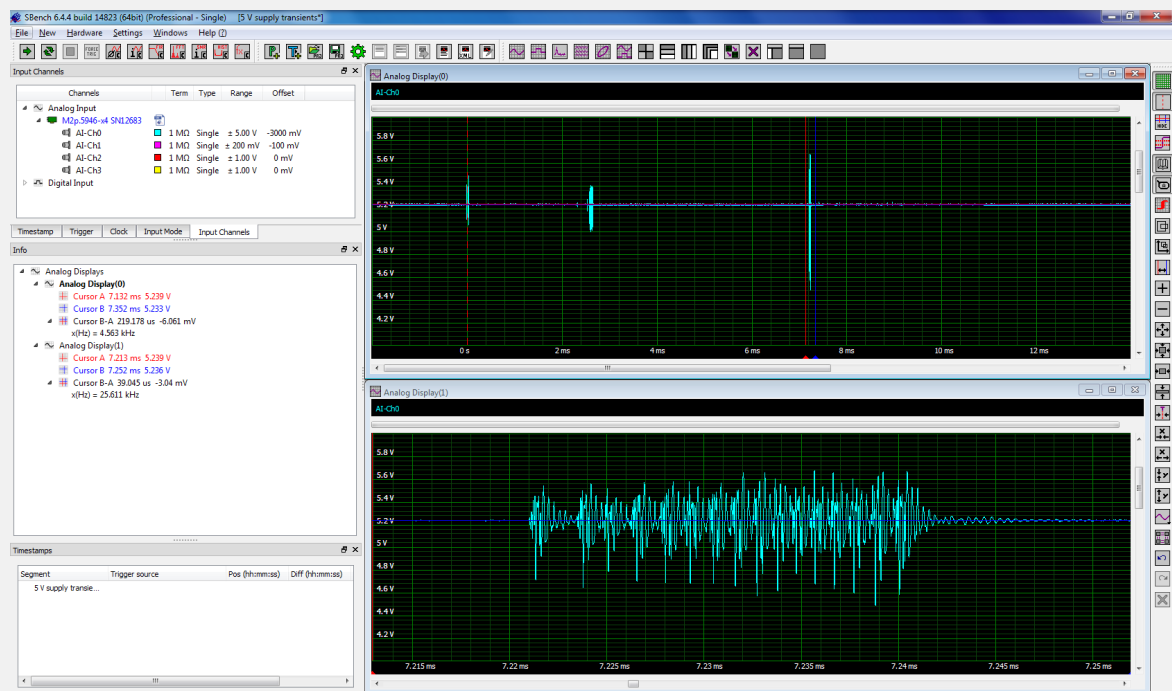 SBench 6.4.4 build 14823 (64bit) (Professional - Single) [5 V supply transients*]
File New Hardware Settings Windows Help (?)
Input Channels
Channels Term Type Range Offset
Analog Input
M2p.5946-x4 SN12683
AI-Ch0 1 MΩ Single ± 5.00 V -3000 mV
AI-Ch1 1 MΩ Single ± 200 mV -100 mV
AI-Ch2 1 MΩ Single ± 1.00 V 0 mV
AI-Ch3 1 MΩ Single ± 1.00 V 0 mV
Digital Input
Timestamp Trigger Clock Input Mode Input Channels
Info
Analog Displays
Analog Display(0)
Cursor A 7.132 ms 5.239 V
Cursor B 7.352 ms 5.233 V
Cursor B-A 219.178 us -6.061 mV
x(Hz) = 4.563 kHz
Analog Display(1)
Cursor A 7.213 ms 5.239 V
Cursor B 7.252 ms 5.236 V
Cursor B-A 39.045 us -3.04 mV
x(Hz) = 25.611 kHz
Timestamps
Segment Trigger source Pos (hh:mm:ss) Diff (hh:mm:ss)
5 V supply transie...
Analog Display(0)
AI-Ch0
5.8 V
5.6 V
5.4 V
5.2 V
5 V
4.8 V
4.6 V
4.4 V
4.2 V
0 s 2 ms 4 ms 6 ms 8 ms 10 ms 12 ms
Analog Display(1)
AI-Ch0
5.8 V
5.6 V
5.4 V
5.2 V
5 V
4.8 V
4.6 V
4.4 V
4.2 V
7.215 ms 7.22 ms 7.225 ms 7.23 ms 7.235 ms 7.24 ms 7.245 ms 7.25 ms